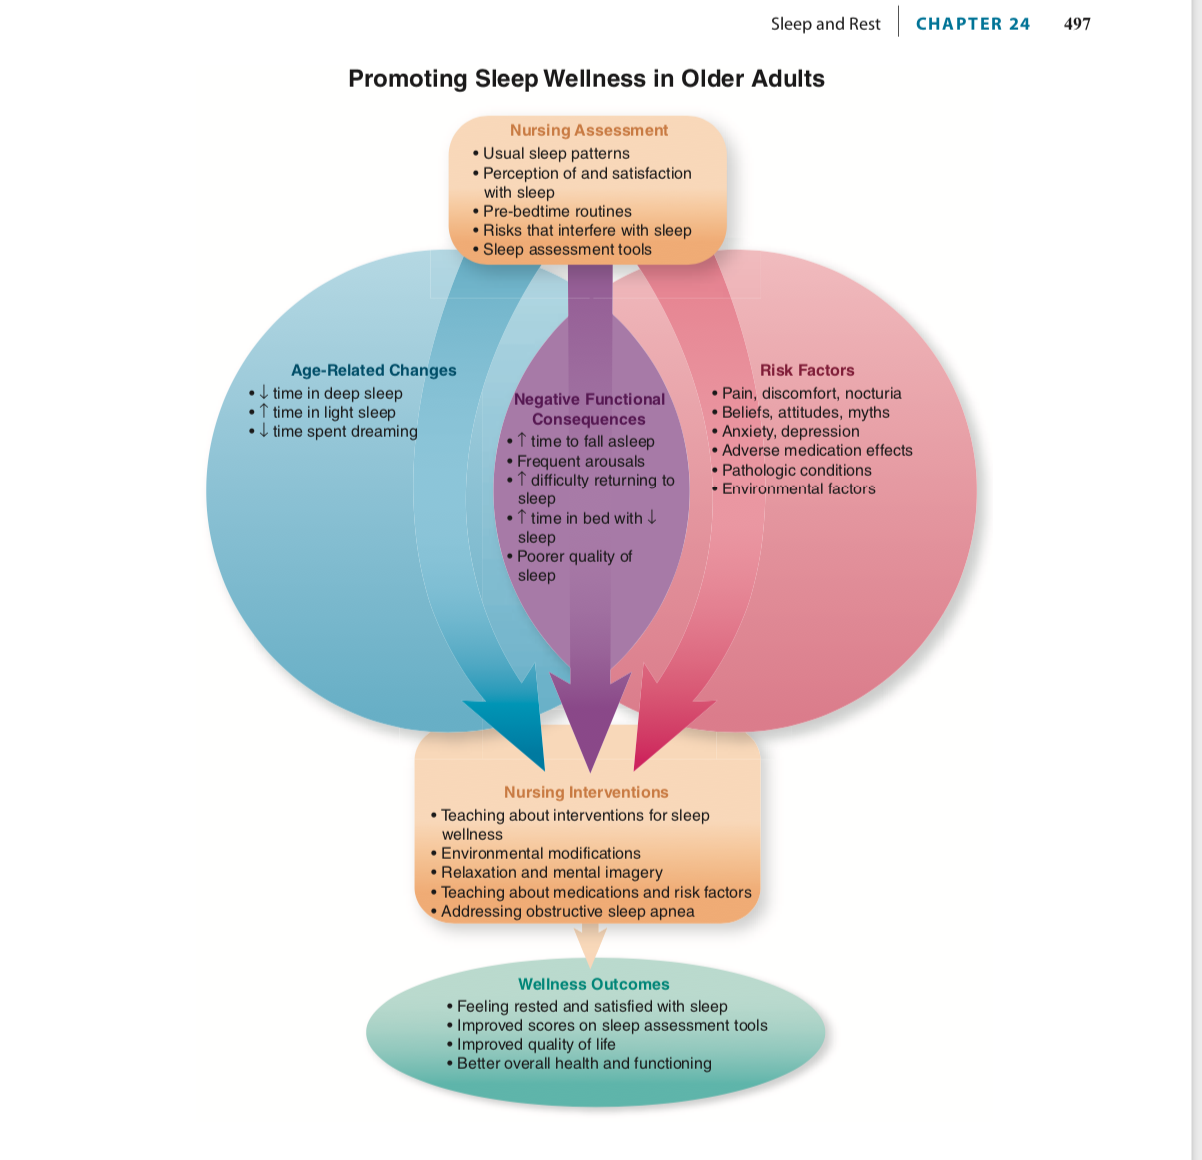 Sleep and Rest CHAPTER 24 497
Promoting Sleep Wellness in Older Adults
Nursing Assessment
• Usual sleep patterns
• Perception of and satisfaction
with sleep
• Pre-bedtime routines
• Risks that interfere with sleep
• Sleep assessment tools
Age-Related Changes
• ↓ time in deep sleep
• ↑ time in light sleep
• ↓ time spent dreaming
Negative Functional
Consequences
• ↑ time to fall asleep
• Frequent arousals
• ↑ difficulty returning to
sleep
• ↑ time in bed with ↓
sleep
• Poorer quality of
sleep
Risk Factors
• Pain, discomfort, nocturia
• Beliefs, attitudes, myths
• Anxiety, depression
• Adverse medication effects
• Pathologic conditions
• Environmental factors
Nursing Interventions
• Teaching about interventions for sleep
wellness
• Environmental modifications
• Relaxation and mental imagery
• Teaching about medications and risk factors
• Addressing obstructive sleep apnea
Wellness Outcomes
• Feeling rested and satisfied with sleep
• Improved scores on sleep assessment tools
• Improved quality of life
• Better overall health and functioning